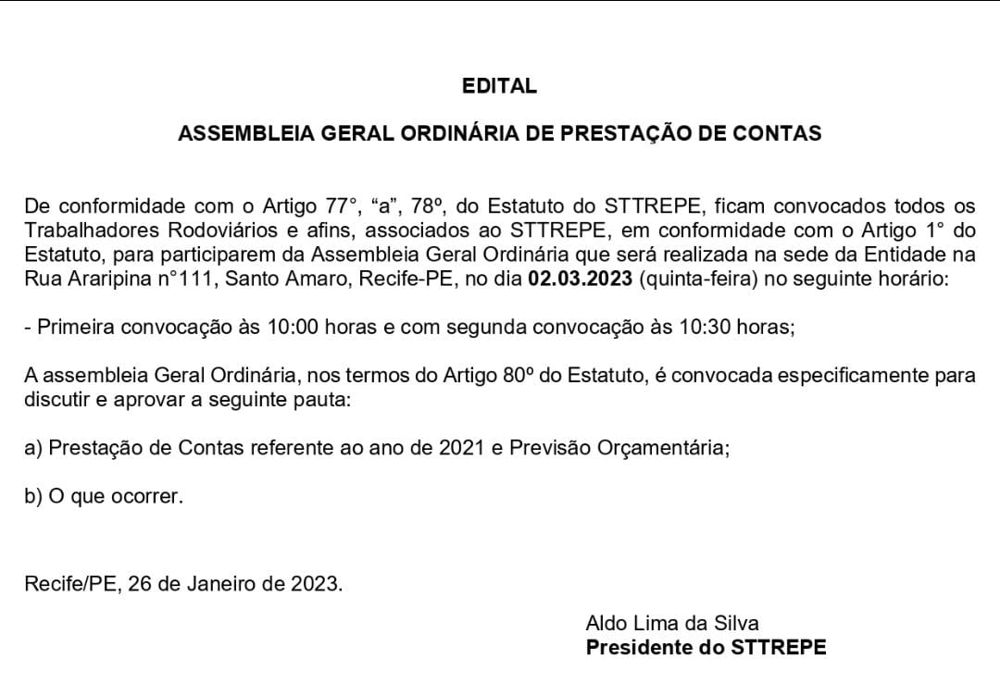 EDITAL
ASSEMBLEIA GERAL ORDINÁRIA DE PRESTAÇÃO DE CONTAS
De conformidade com o Artigo 77°, “a”, 78º, do Estatuto do STTREPE, ficam convocados todos os
Trabalhadores Rodoviários e afins, associados ao STTREPE, em conformidade com o Artigo 1° do
Estatuto, para participarem da Assembleia Geral Ordinária que será realizada na sede da Entidade na
Rua Araripina n°111, Santo Amaro, Recife-PE, no dia 02.03.2023 (quinta-feira) no seguinte horário:
- Primeira convocação às 10:00 horas e com segunda convocação às 10:30 horas;
A assembleia Geral Ordinária, nos termos do Artigo 80º do Estatuto, é convocada especificamente para
discutir e aprovar a seguinte pauta:
a) Prestação de Contas referente ao ano de 2021 e Previsão Orçamentária;
b) O que ocorrer.
Recife/PE, 26 de Janeiro de 2023.
Aldo Lima da Silva
Presidente do STTREPE